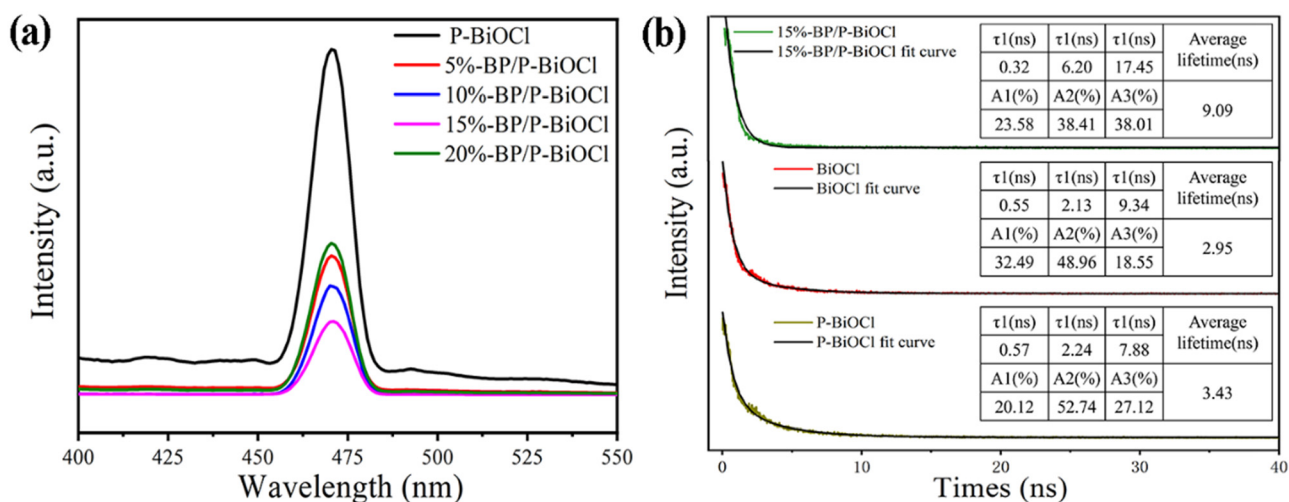 (a)
P-BiOCl
5%-BP/P-BiOCl
10%-BP/P-BiOCl
15%-BP/P-BiOCl
20%-BP/P-BiOCl
Intensity (a.u.)
400 425 450 475 500 525 550
Wavelength (nm)
(b)
15%-BP/P-BiOCl
15%-BP/P-BiOCl fit curve
τ1(ns) τ1(ns) τ1(ns) Average lifetime(ns)
0.32 6.20 17.45
A1(%) A2(%) A3(%) 9.09
23.58 38.41 38.01
BiOCl
BiOCl fit curve
τ1(ns) τ1(ns) τ1(ns) Average lifetime(ns)
0.55 2.13 9.34
A1(%) A2(%) A3(%) 2.95
32.49 48.96 18.55
P-BiOCl
P-BiOCl fit curve
τ1(ns) τ1(ns) τ1(ns) Average lifetime(ns)
0.57 2.24 7.88
A1(%) A2(%) A3(%) 3.43
20.12 52.74 27.12
Intensity (a.u.)
0 10 20 30 40
Times (ns)